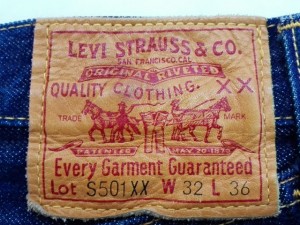 LEVI STRAUSS & CO.
SAN FRANCISCO, CAL
ORIGINAL RIVETED
QUALITY CLOTHING. XX
TRADE MARK
PATENTED MAY 20 1873
Every Garment Guaranteed
Lot S501XX W 32 L 36